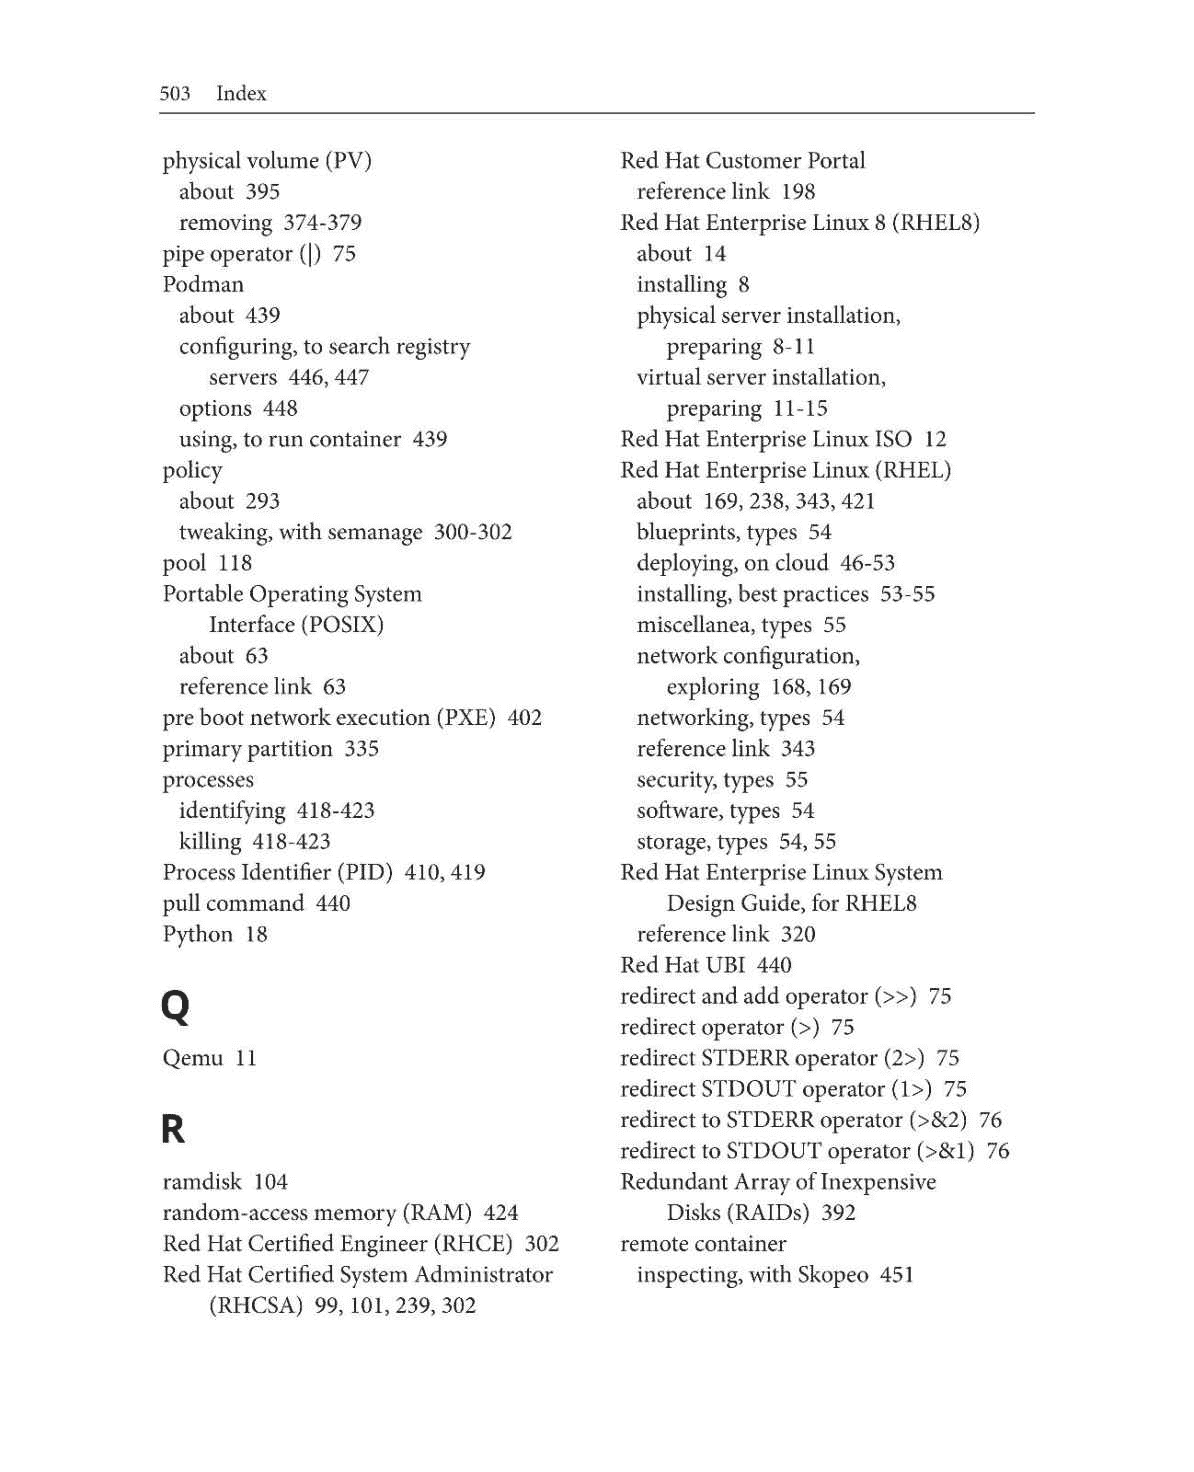 503 Index
physical volume (PV)
about 395
removing 374-379
pipe operator (|) 75
Podman
about 439
configuring, to search registry
servers 446, 447
options 448
using, to run container 439
policy
about 293
tweaking, with semanage 300-302
pool 118
Portable Operating System
Interface (POSIX)
about 63
reference link 63
pre boot network execution (PXE) 402
primary partition 335
processes
identifying 418-423
killing 418-423
Process Identifier (PID) 410, 419
pull command 440
Python 18
Q
Qemu 11
R
ramdisk 104
random-access memory (RAM) 424
Red Hat Certified Engineer (RHCE) 302
Red Hat Certified System Administrator
(RHCSA) 99, 101, 239, 302
Red Hat Customer Portal
reference link 198
Red Hat Enterprise Linux 8 (RHEL8)
about 14
installing 8
physical server installation,
preparing 8-11
virtual server installation,
preparing 11-15
Red Hat Enterprise Linux ISO 12
Red Hat Enterprise Linux (RHEL)
about 169, 238, 343, 421
blueprints, types 54
deploying, on cloud 46-53
installing, best practices 53-55
miscellanea, types 55
network configuration,
exploring 168, 169
networking, types 54
reference link 343
security, types 55
software, types 54
storage, types 54, 55
Red Hat Enterprise Linux System
Design Guide, for RHEL8
reference link 320
Red Hat UBI 440
redirect and add operator (>>) 75
redirect operator (>) 75
redirect STDERR operator (2>) 75
redirect STDOUT operator (1>) 75
redirect to STDERR operator (>&2) 76
redirect to STDOUT operator (>&1) 76
Redundant Array of Inexpensive
Disks (RAIDs) 392
remote container
inspecting, with Skopeo 451